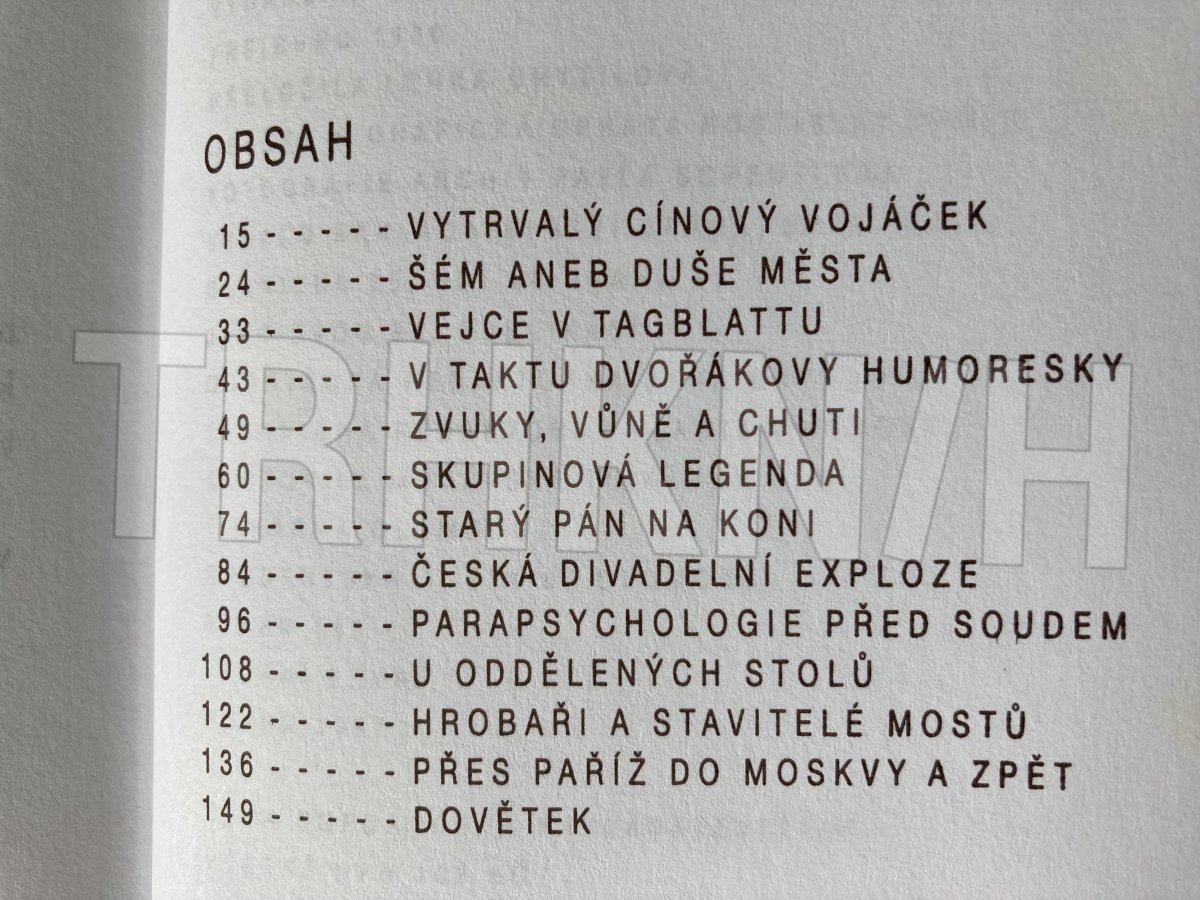 OBSAH
15 - - - - - VYTRVALÝ CÍNOVÝ VOJÁČEK
24 - - - - - ŠÉM ANEB DUŠE MĚSTA
33 - - - - - VEJCE V TAGBLATTU
43 - - - - - V TAKTU DVOŘÁKOVY HUMORESKY
49 - - - - - ZVUKY, VŮNĚ A CHUTI
60 - - - - - SKUPINOVÁ LEGENDA
74 - - - - - STARÝ PÁN NA KONI
84 - - - - - ČESKÁ DIVADELNÍ EXPLOZE
96 - - - - - PARAPSYCHOLOGIE PŘED SOUDEM
108 - - - - - U ODDĚLENÝCH STOLŮ
122 - - - - - HROBAŘI A STAVITELÉ MOSTŮ
136 - - - - - PŘES PAŘÍŽ DO MOSKVY A ZPĚT
149 - - - - - DOVĚTEK
TRHKNIH